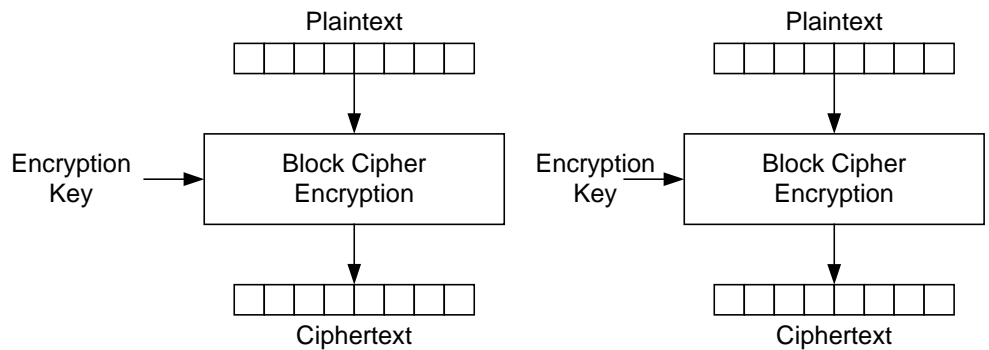 Plaintext
Plaintext
Encryption
Key
Block Cipher
Encryption
Encryption
Key
Block Cipher
Encryption
Ciphertext
Ciphertext